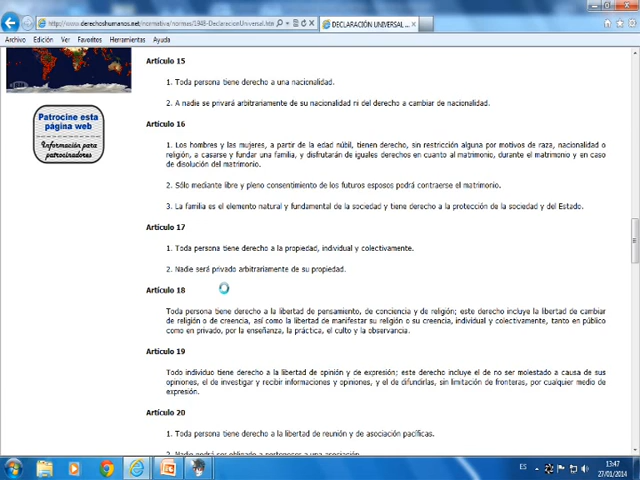 http://www.derechoshumanos.net/normativa/normas/1948-DeclaracionUniversal.htm
DECLARACIÓN UNIVERSAL ...
Archivo Edición Ver Favoritos Herramientas Ayuda
Patrocine esta
página web
Información para
patrocinadores
Artículo 15
1. Toda persona tiene derecho a una nacionalidad.
2. A nadie se privará arbitrariamente de su nacionalidad ni del derecho a cambiar de nacionalidad.
Artículo 16
1. Los hombres y las mujeres, a partir de la edad núbil, tienen derecho, sin restricción alguna por motivos de raza, nacionalidad o
religión, a casarse y fundar una familia, y disfrutarán de iguales derechos en cuanto al matrimonio, durante el matrimonio y en caso
de disolución del matrimonio.
2. Sólo mediante libre y pleno consentimiento de los futuros esposos podrá contraerse el matrimonio.
3. La familia es el elemento natural y fundamental de la sociedad y tiene derecho a la protección de la sociedad y del Estado.
Artículo 17
1. Toda persona tiene derecho a la propiedad, individual y colectivamente.
2. Nadie será privado arbitrariamente de su propiedad.
Artículo 18
Toda persona tiene derecho a la libertad de pensamiento, de conciencia y de religión; este derecho incluye la libertad de cambiar
de religión o de creencia, así como la libertad de manifestar su religión o su creencia, individual y colectivamente, tanto en público
como en privado, por la enseñanza, la práctica, el culto y la observancia.
Artículo 19
Todo individuo tiene derecho a la libertad de opinión y de expresión; este derecho incluye el de no ser molestado a causa de sus
opiniones, el de investigar y recibir informaciones y opiniones, y el de difundirlas, sin limitación de fronteras, por cualquier medio de
expresión.
Artículo 20
1. Toda persona tiene derecho a la libertad de reunión y de asociación pacíficas.
2. Nadie podrá ser obligado a pertenecer a una asociación.
ES
13:47
27/01/2014